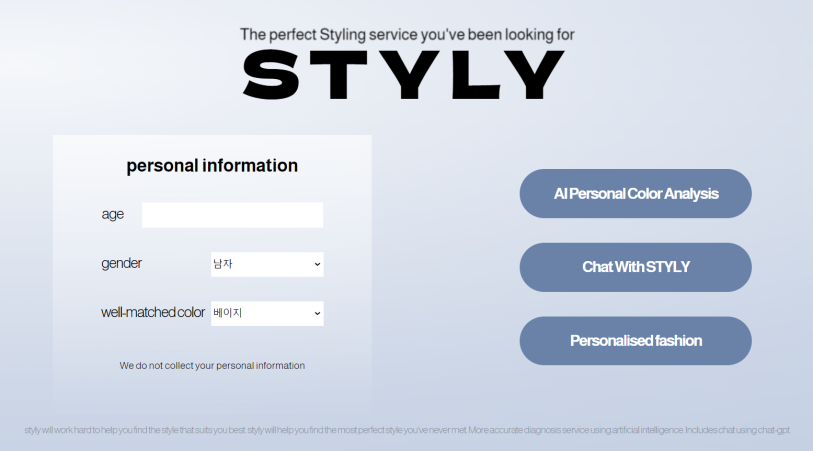 The perfect Styling service you've been looking for
STYLY
personal information
age
gender
남자
well-matched color
베이지
We do not collect your personal information
AI Personal Color Analysis
Chat With STYLY
Personalised fashion
styly will work hard to help you find the style that suits you best. styly will help you find the most perfect style you've never met. More accurate diagnosis service using artificial intelligence. Includes chat using chat-gpt